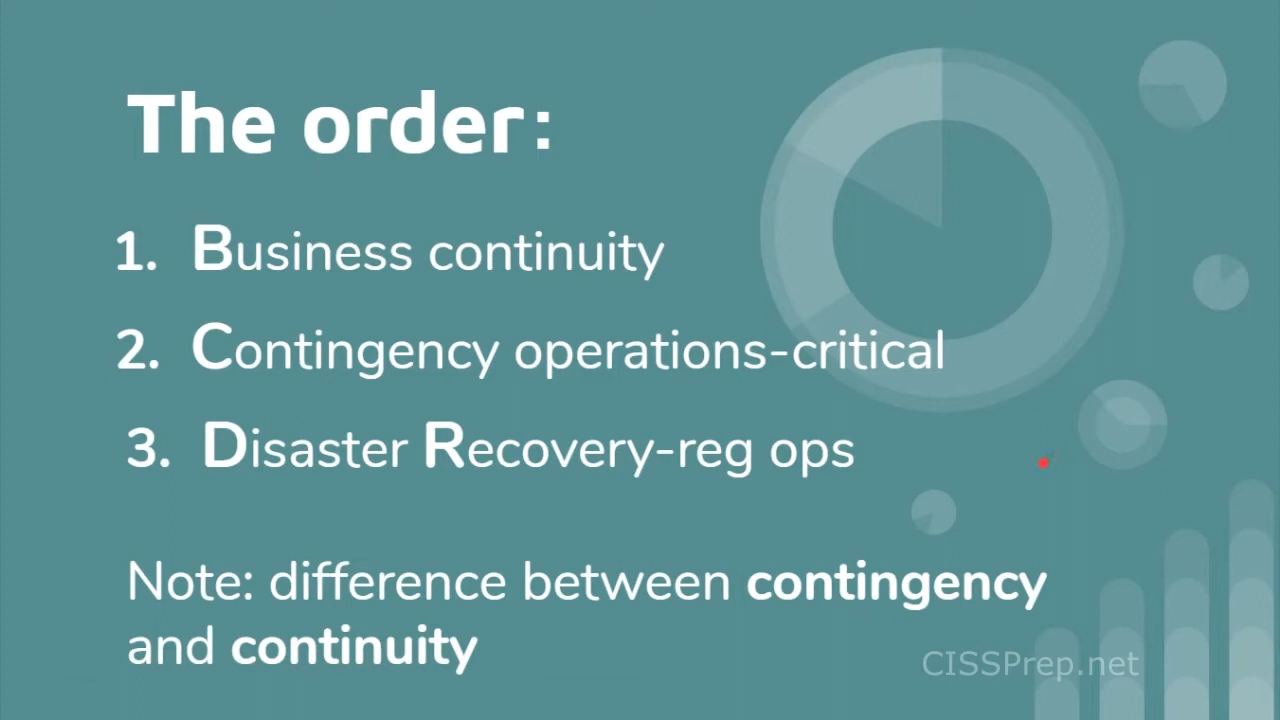 The order:
1. Business continuity
2. Contingency operations-critical
3. Disaster Recovery-reg ops
Note: difference between contingency
and continuity
CISSPrep.net